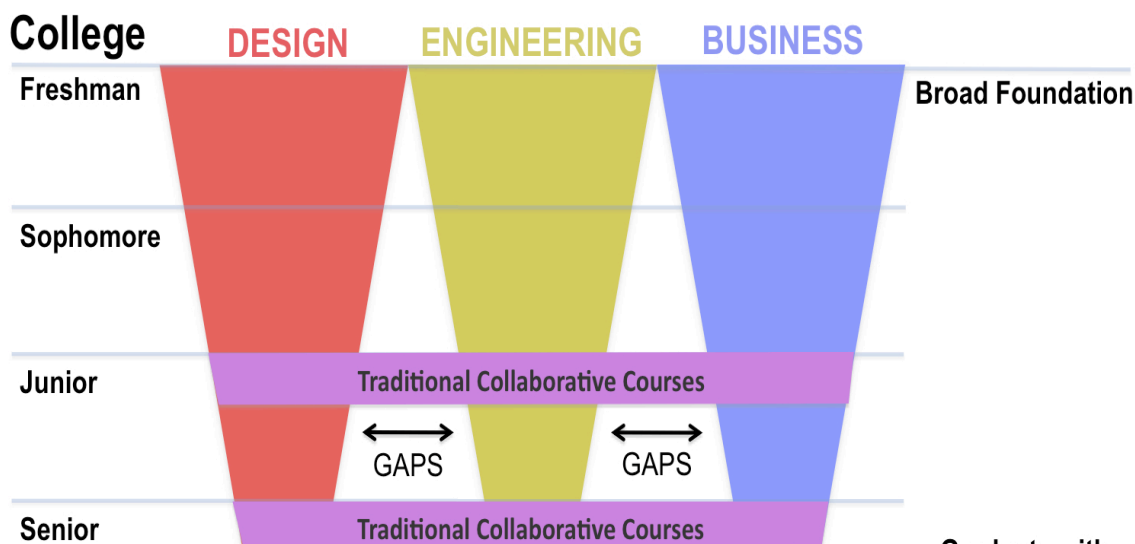 College
DESIGN ENGINEERING BUSINESS
Freshman
Broad Foundation
Sophomore
Junior
Traditional Collaborative Courses
GAPS GAPS
Senior
Traditional Collaborative Courses